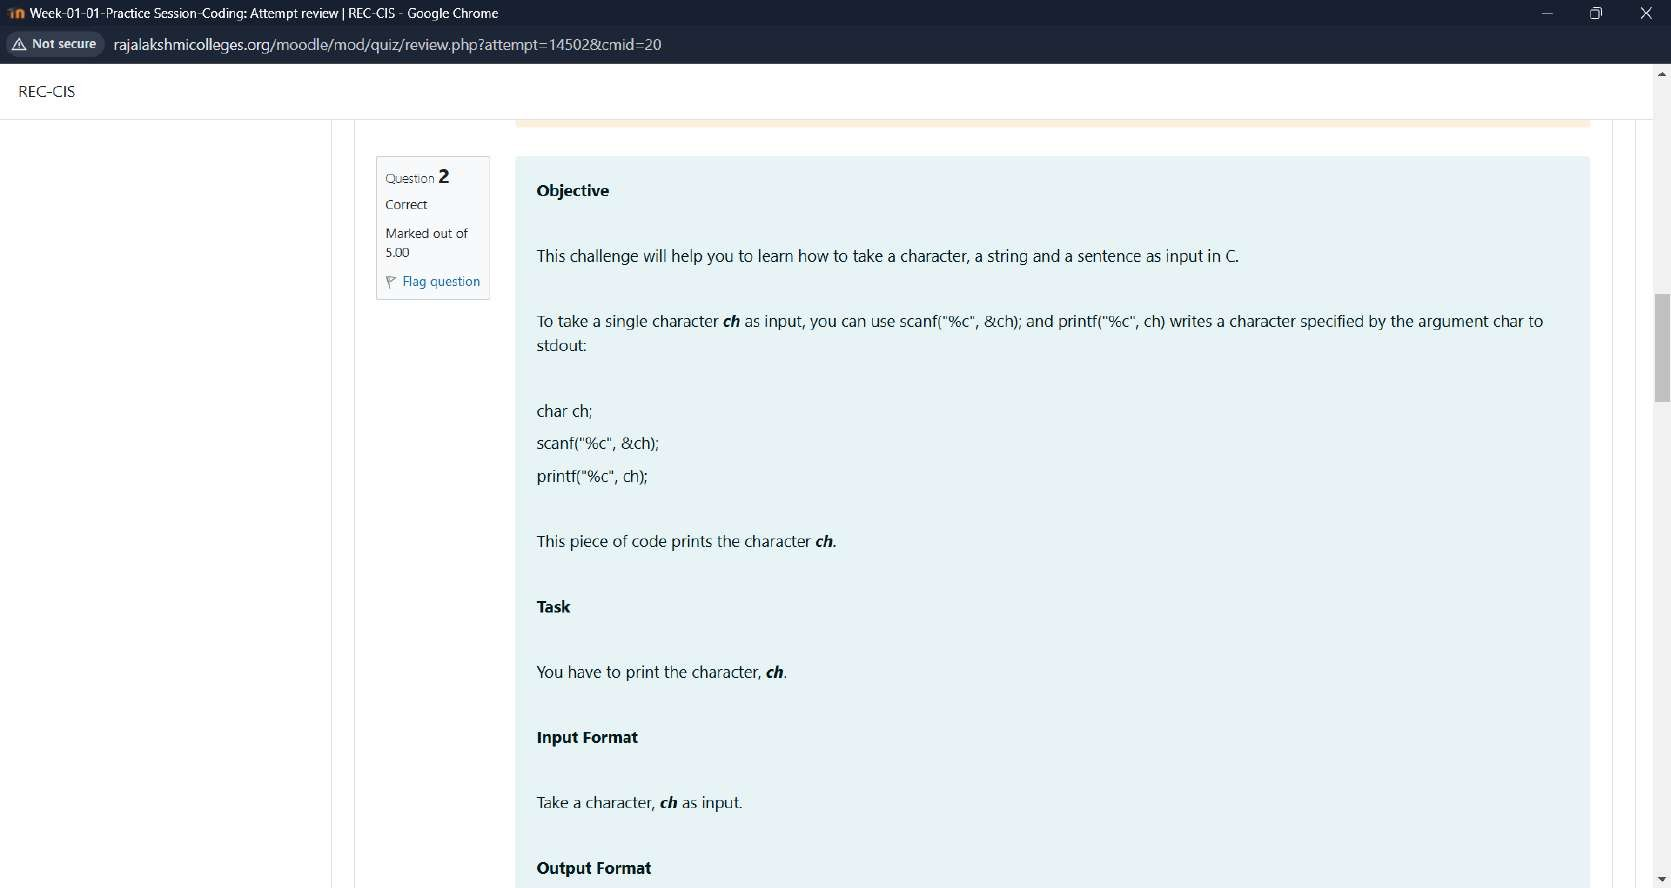 Week-01-01-Practice Session-Coding: Attempt review | REC-CIS - Google Chrome
Not secure rajalakshmicolleges.org/moodle/mod/quiz/review.php?attempt=14502&cmid=20
REC-CIS
Question 2
Correct
Marked out of
5.00
Flag question
Objective
This challenge will help you to learn how to take a character, a string and a sentence as input in C.
To take a single character ch as input, you can use scanf("%c", &ch); and printf("%c", ch) writes a character specified by the argument char to
stdout:
char ch;
scanf("%c", &ch);
printf("%c", ch);
This piece of code prints the character ch.
Task
You have to print the character, ch.
Input Format
Take a character, ch as input.
Output Format